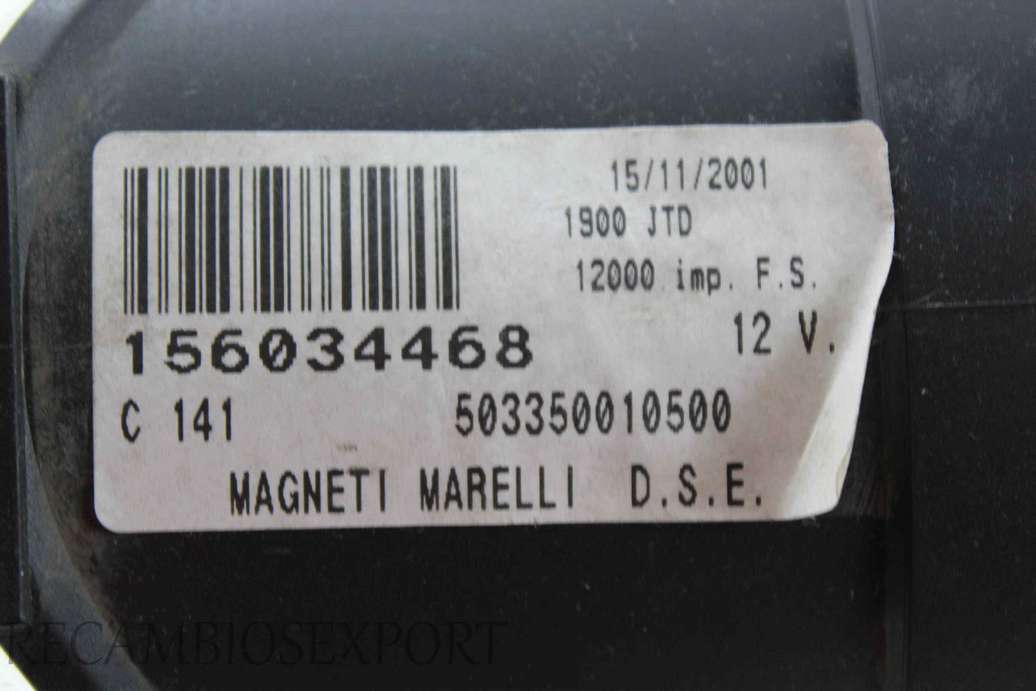 15/11/2001
1900 JTD
12000 imp. F.S.
156034468
12 V.
C 141 503350010500
MAGNETI MARELLI D.S.E.
RECAMBIOSEXPORT